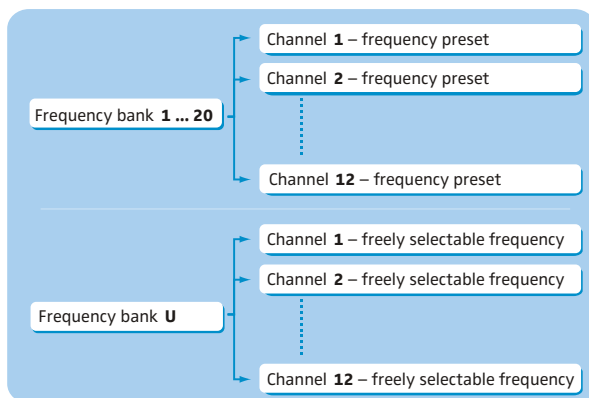 Channel 1 – frequency preset
Channel 2 – frequency preset
Frequency bank 1 ... 20
Channel 12 – frequency preset
Channel 1 – freely selectable frequency
Channel 2 – freely selectable frequency
Frequency bank U
Channel 12 – freely selectable frequency